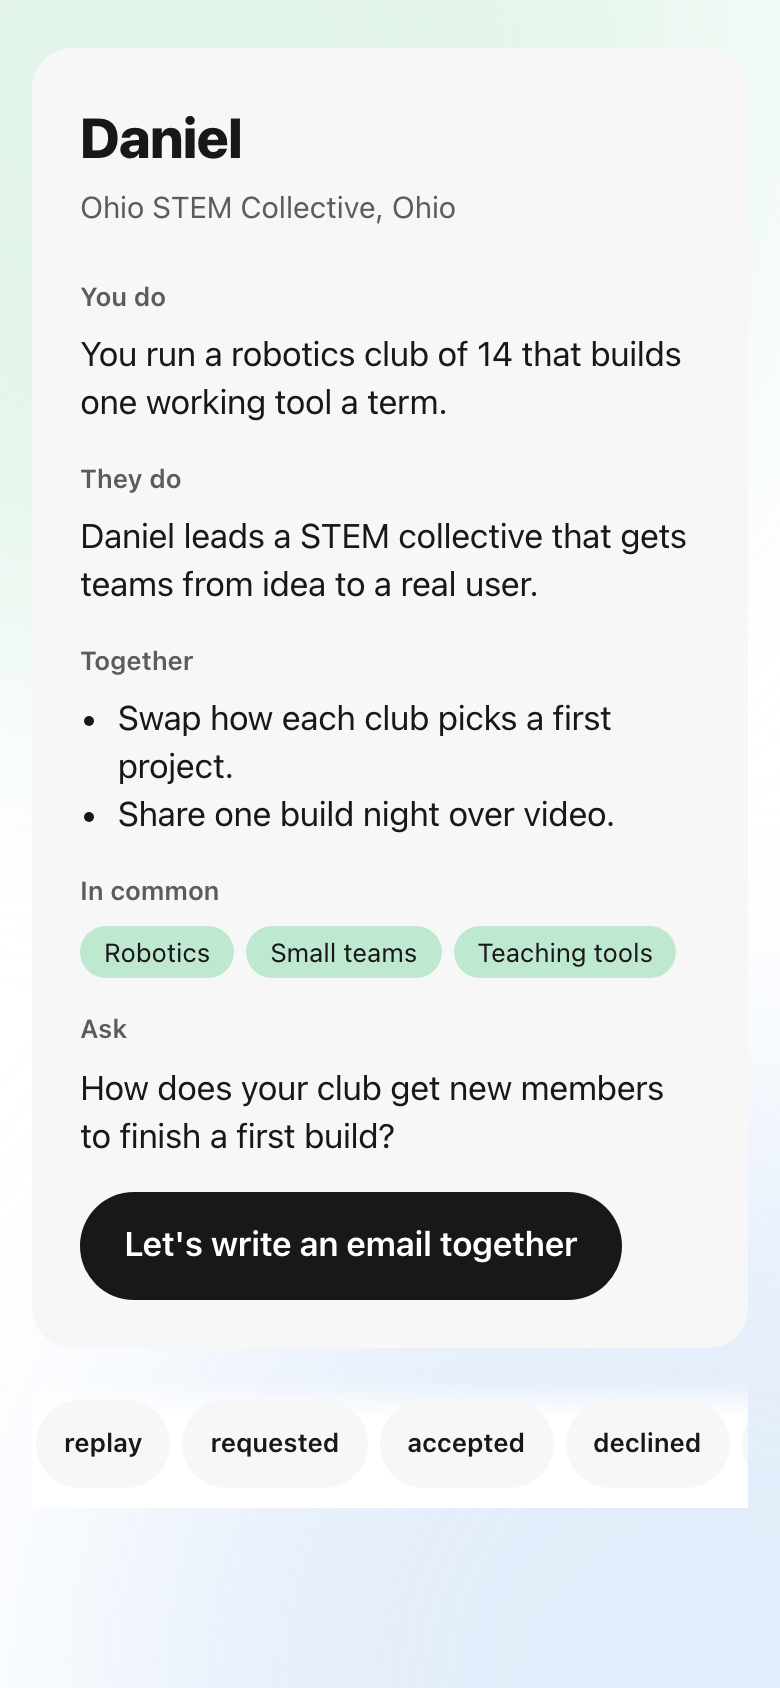 Daniel
Ohio STEM Collective, Ohio
You do
You run a robotics club of 14 that builds
one working tool a term.
They do
Daniel leads a STEM collective that gets
teams from idea to a real user.
Together
• Swap how each club picks a first
project.
• Share one build night over video.
In common
Robotics Small teams Teaching tools
Ask
How does your club get new members
to finish a first build?
Let's write an email together
replay requested accepted declined